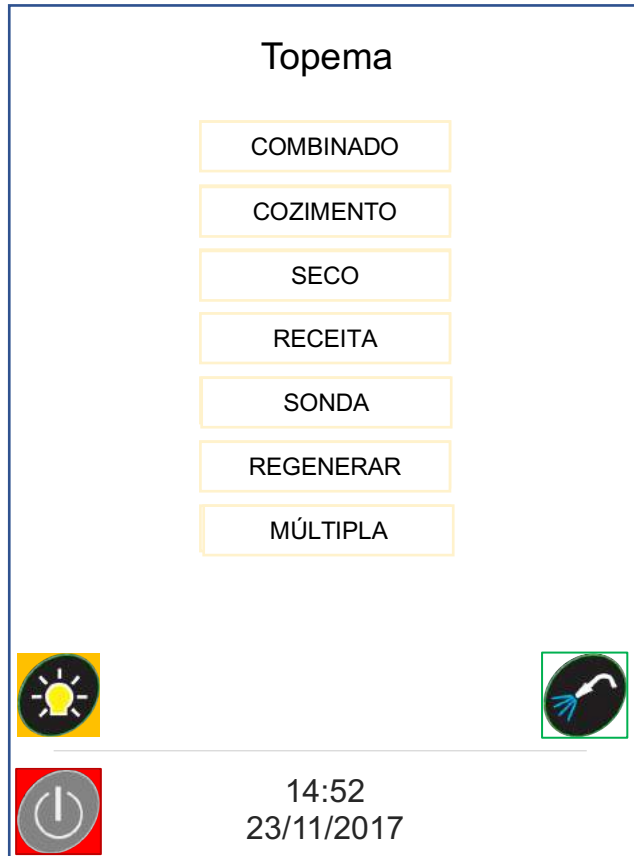 Topema
COMBINADO
COZIMENTO
SECO
RECEITA
SONDA
REGENERAR
MÚLTIPLA
14:52
23/11/2017